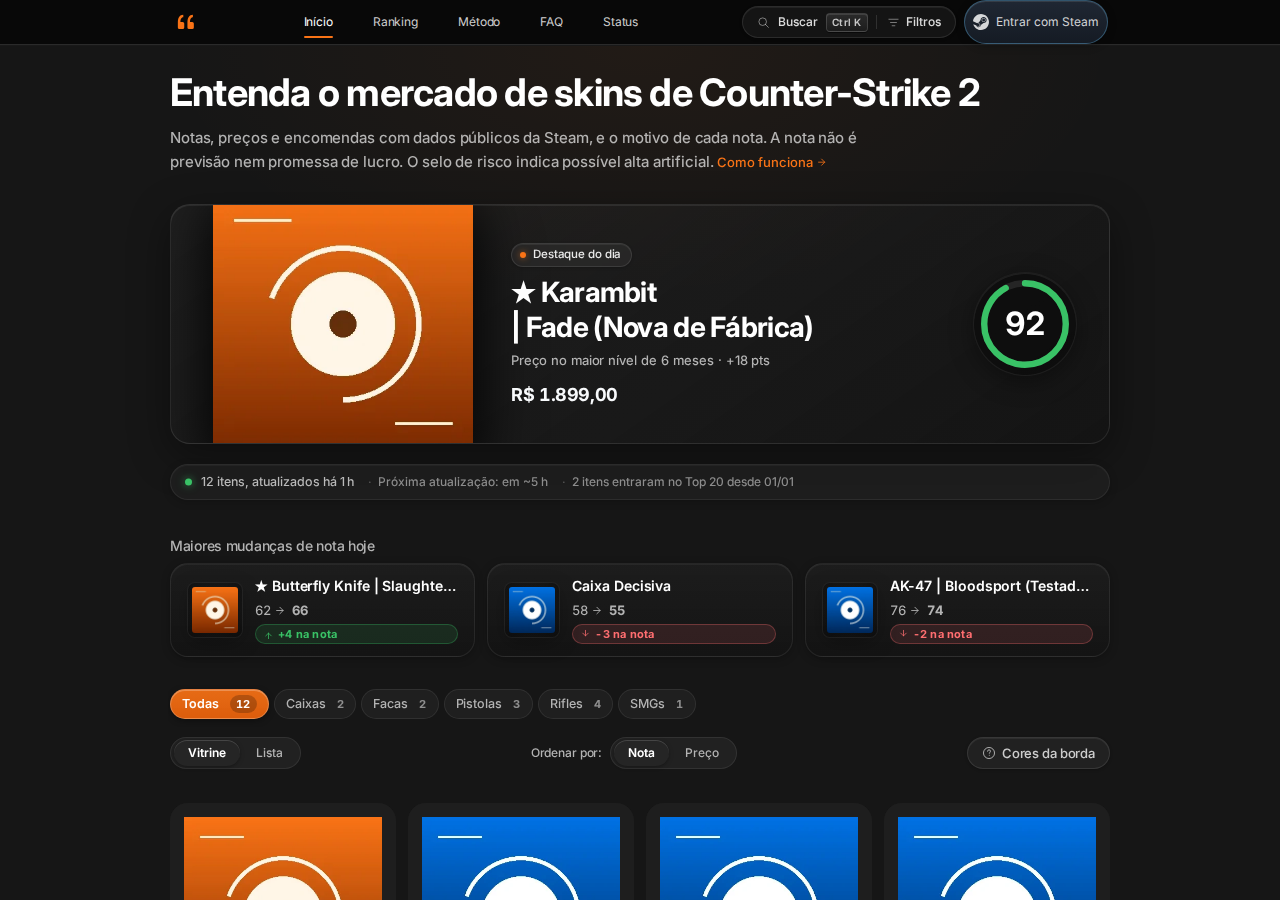 Início Ranking Método FAQ Status Buscar Ctrl K Filtros Entrar com Steam
Entenda o mercado de skins de Counter-Strike 2
Notas, preços e encomendas com dados públicos da Steam, e o motivo de cada nota. A nota não é
previsão nem promessa de lucro. O selo de risco indica possível alta artificial. Como funciona →
Destaque do dia
★ Karambit
| Fade (Nova de Fábrica)
92
Preço no maior nível de 6 meses · +18 pts
R$ 1.899,00
12 itens, atualizados há 1 h · Próxima atualização: em ~5 h · 2 itens entraram no Top 20 desde 01/01
Maiores mudanças de nota hoje
★ Butterfly Knife | Slaughte...
62 → 66
↑ +4 na nota
Caixa Decisiva
58 → 55
↓ -3 na nota
AK-47 | Bloodsport (Testad...
76 → 74
↓ -2 na nota
Todas 12 Caixas 2 Facas 2 Pistolas 3 Rifles 4 SMGs 1
Vitrine Lista Ordenar por: Nota Preço Cores da borda